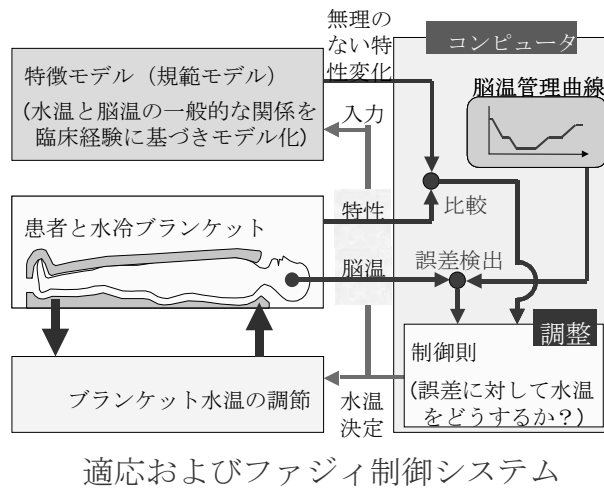 無理の
ない特
性変化
コンピュータ
特徴モデル（規範モデル）
(水温と脳温の一般的な関係を
臨床経験に基づきモデル化)
入力
脳温管理曲線
患者と水冷ブランケット
特性
比較
脳温
誤差検出
調整
制御則
(誤差に対して水温
をどうするか？)
ブランケット水温の調節
水温
決定
適応およびファジィ制御システム